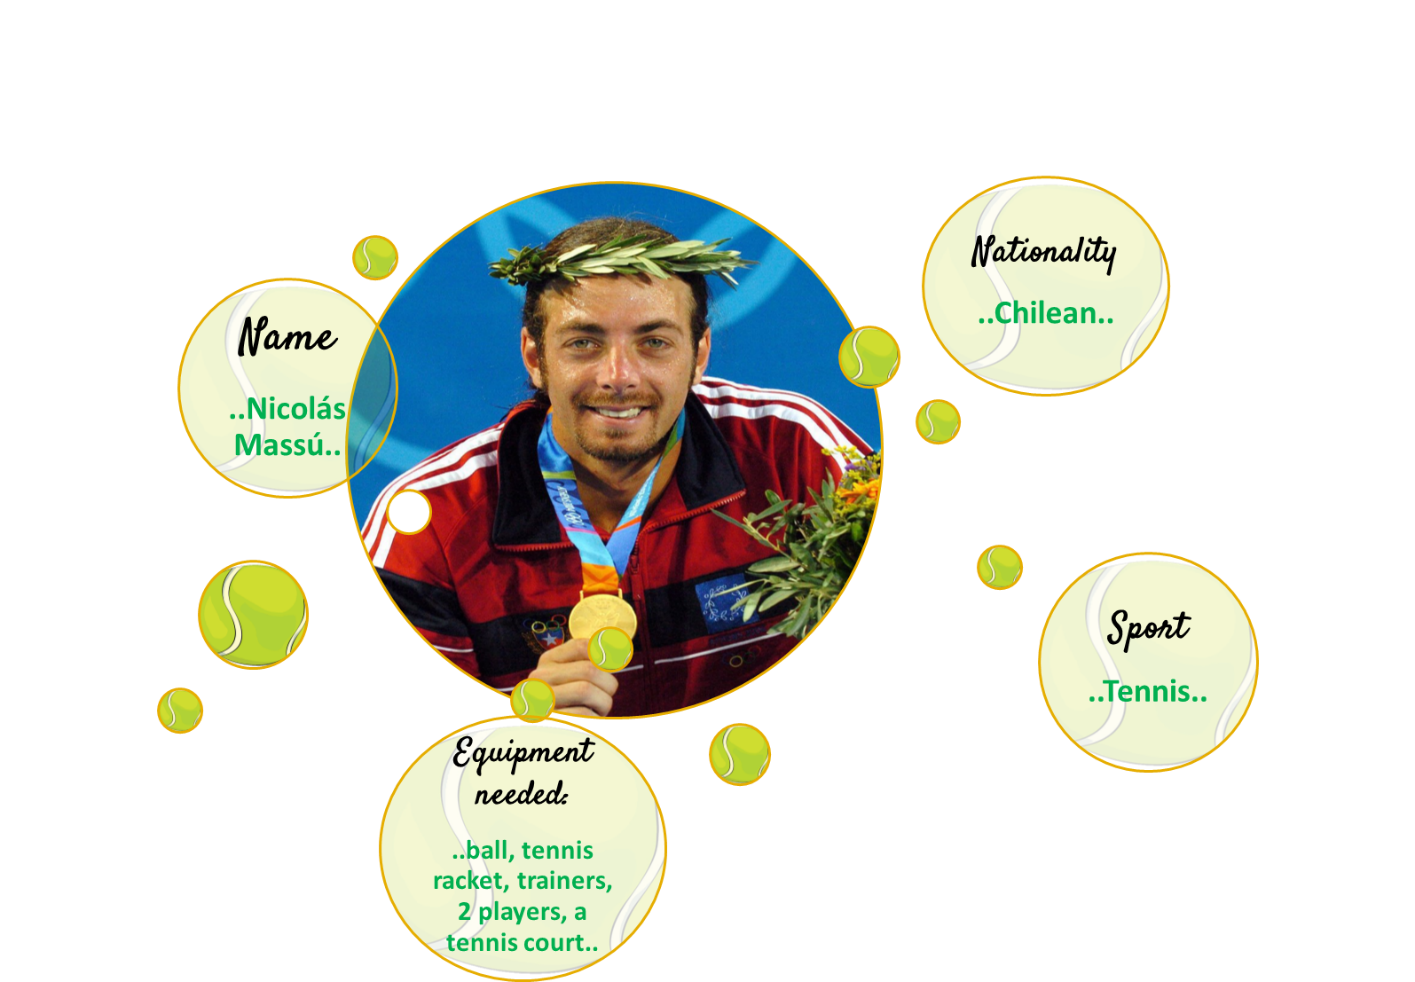 Name
..Nicolás
Massú..
Nationality
..Chilean..
Sport
..Tennis..
Equipment
needed:
..ball, tennis
racket, trainers,
2 players, a
tennis court..